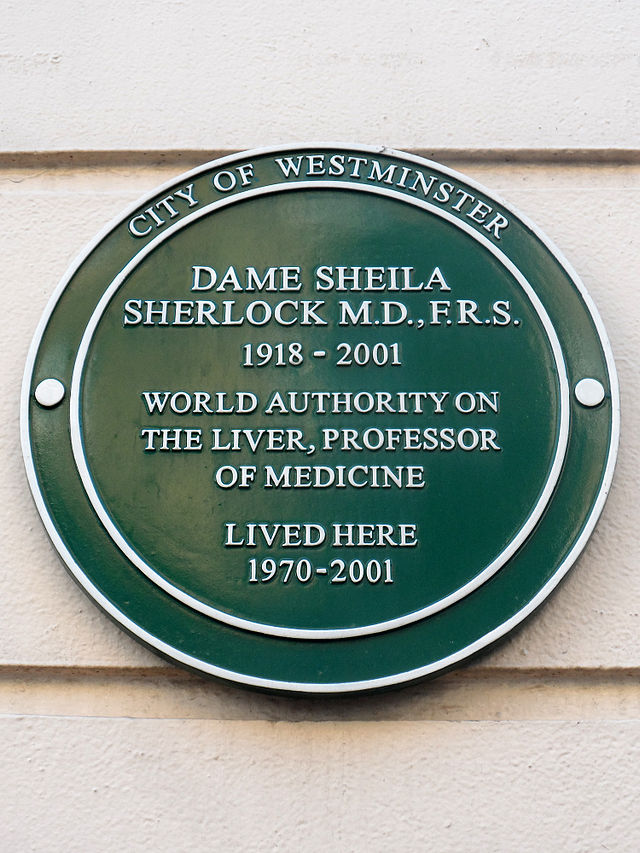 CITY OF WESTMINSTER
DAME SHEILA
SHERLOCK M.D., F.R.S.
1918 - 2001
WORLD AUTHORITY ON
THE LIVER, PROFESSOR
OF MEDICINE
LIVED HERE
1970-2001